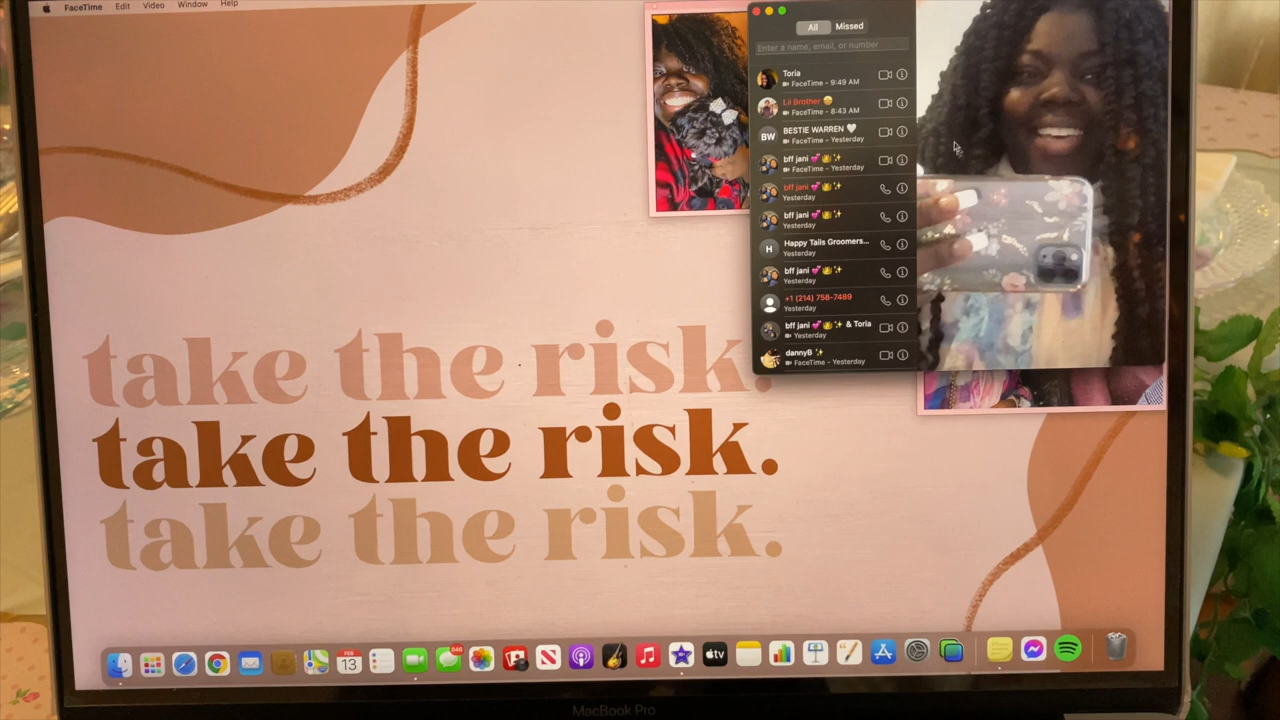 FaceTime Edit Video Window Help
All Missed
Enter a name, email, or number
Toria
FaceTime - 9:49 AM
Lil Brother 🤩
FaceTime - 8:43 AM
BW
BESTIE WARREN 🤍
FaceTime - Yesterday
bff jani 💕👑✨
FaceTime - Yesterday
bff jani 💕👑✨
Yesterday
bff jani 💕👑✨
Yesterday
H
Happy Tails Groomers...
Yesterday
bff jani 💕👑✨
Yesterday
+1 (214) 758-7489
Yesterday
bff jani 💕👑✨ & Toria
Yesterday
dannyB ✨
FaceTime - Yesterday
take the risk.
take the risk.
take the risk.
FEB
13
646
tv
MacBook Pro